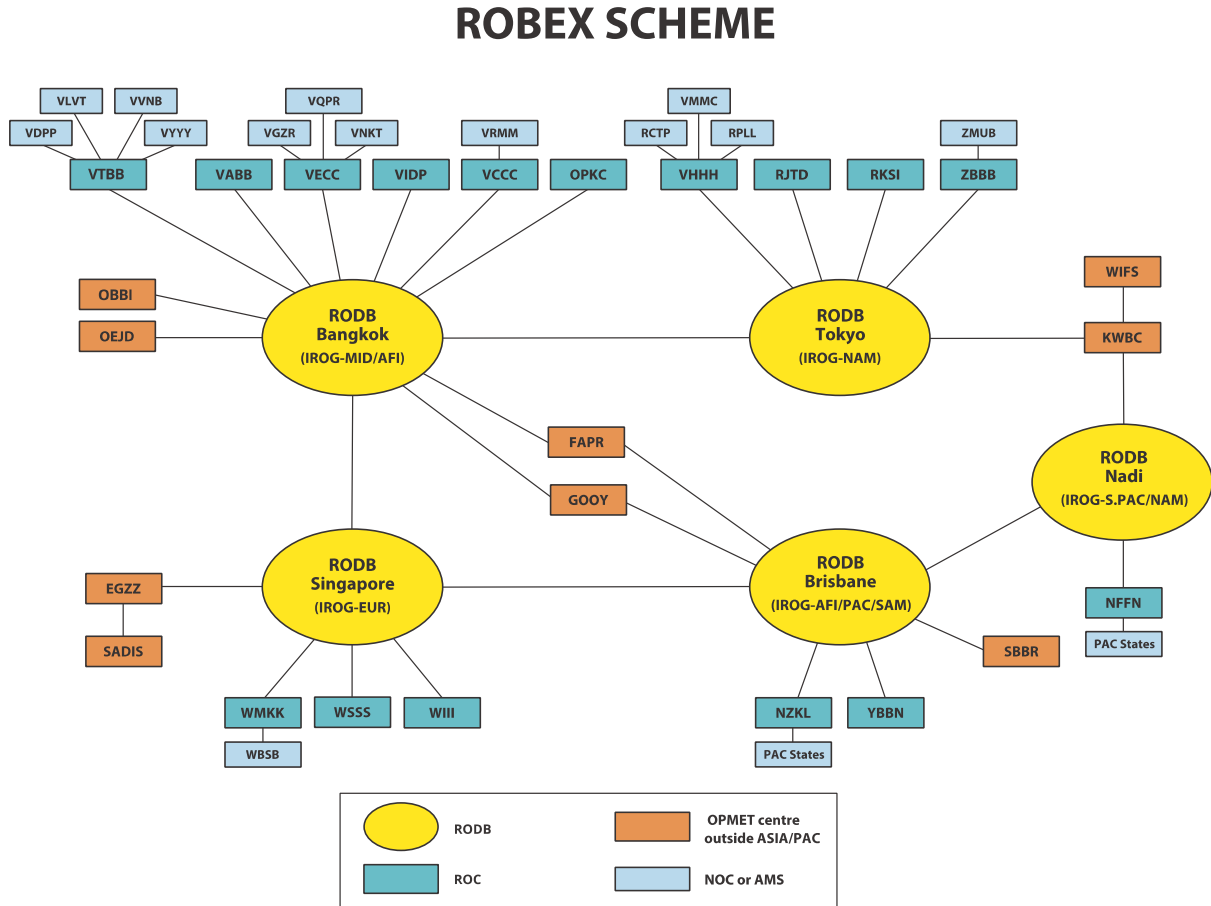 ROBEX SCHEME
VLVT
VVNB
VQPR
VMMC
VDPP
VYYY
VGZR
VNKT
VRMM
RCTP
RPLL
ZMUB
VTBB
VABB
VECC
VIDP
VCCC
OPKC
VHHH
RJTD
RKSI
ZBBB
OBBI
OEJD
RODB
Bangkok
(IROG-MID/AFI)
RODB
Tokyo
(IROG-NAM)
WIFS
KWBC
FAPR
GOOY
RODB
Nadi
(IROG-S.PAC/NAM)
EGZZ
SADIS
RODB
Singapore
(IROG-EUR)
RODB
Brisbane
(IROG-AFI/PAC/SAM)
NFFN
PAC States
SBBR
WMKK
WSSS
WIII
NZKL
YBBN
WBSB
PAC States
RODB
OPMET centre
outside ASIA/PAC
ROC
NOC or AMS